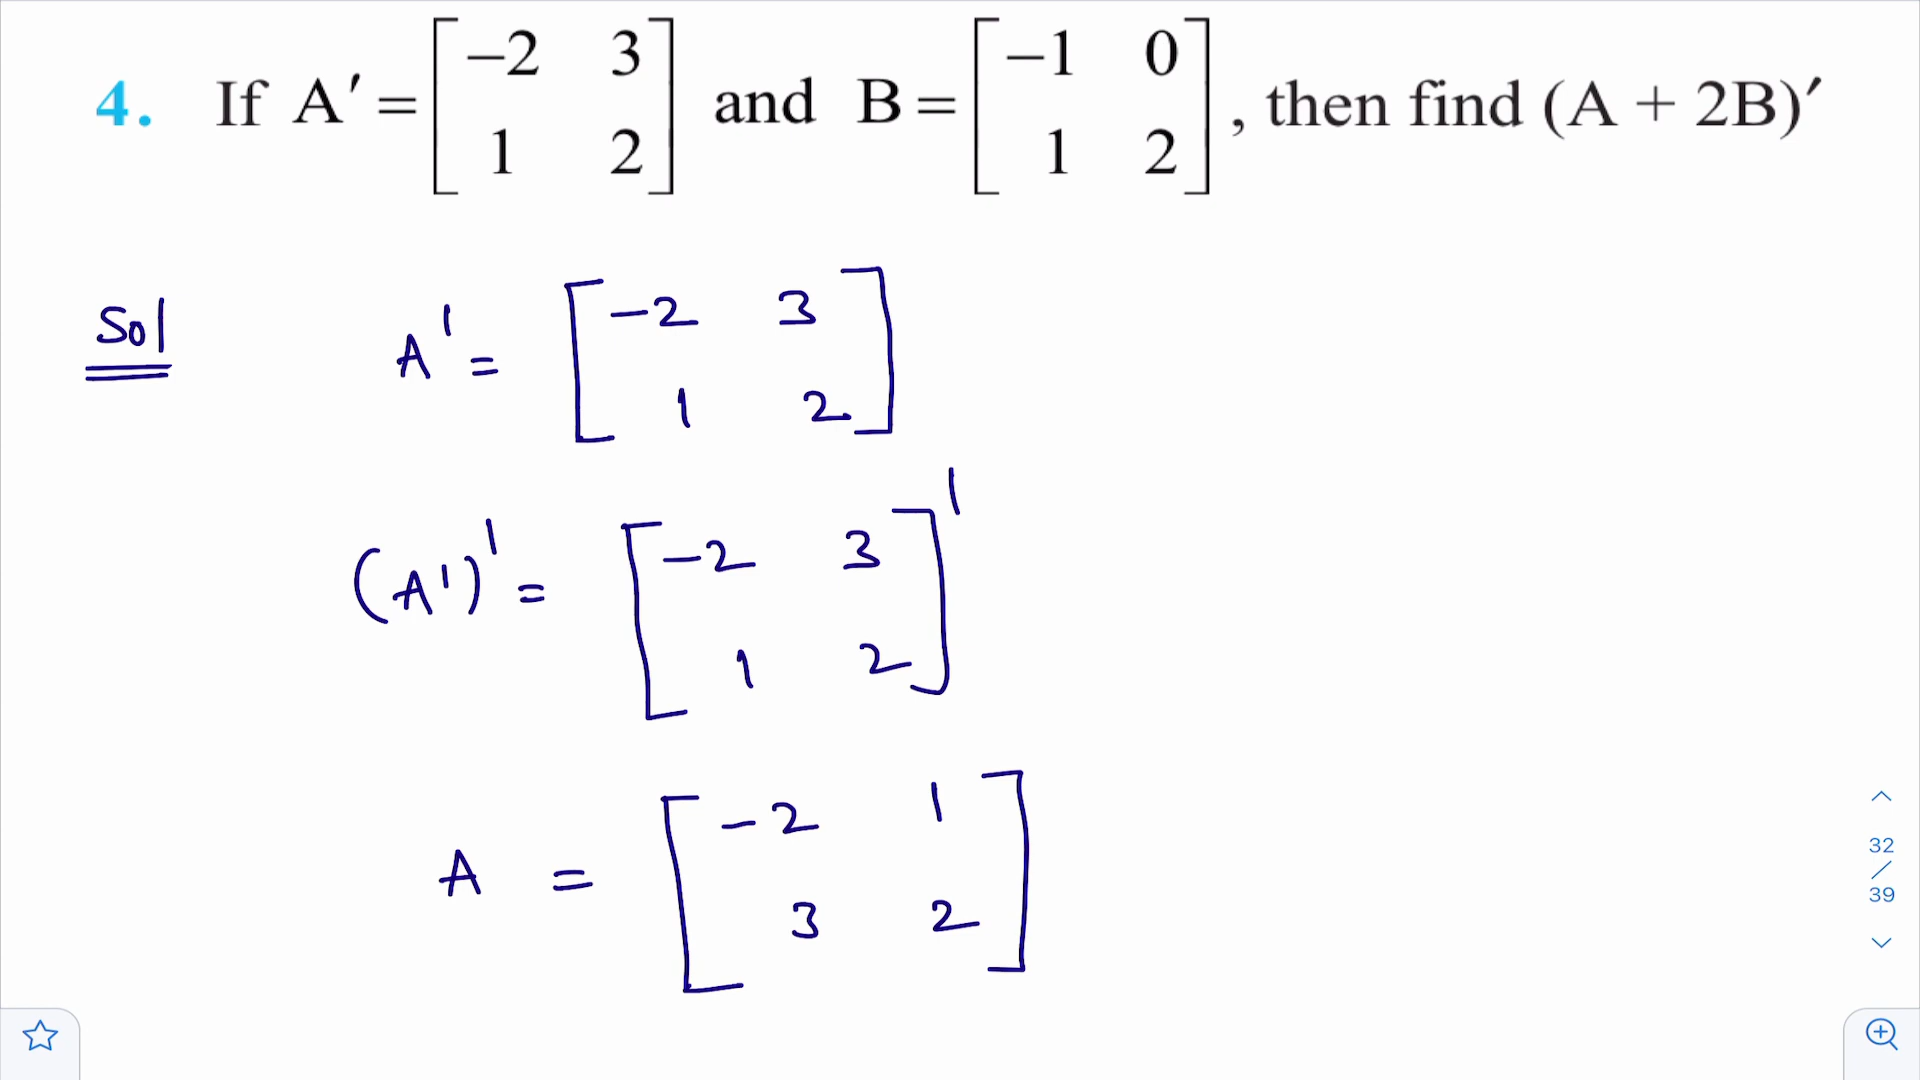 4. If A′ = [−2 3; 1 2] and B = [−1 0; 1 2], then find (A + 2B)′
Sol
A' = [−2 3; 1 2]
(A')' = [−2 3; 1 2]'
A = [−2 1; 3 2]
32
/
39